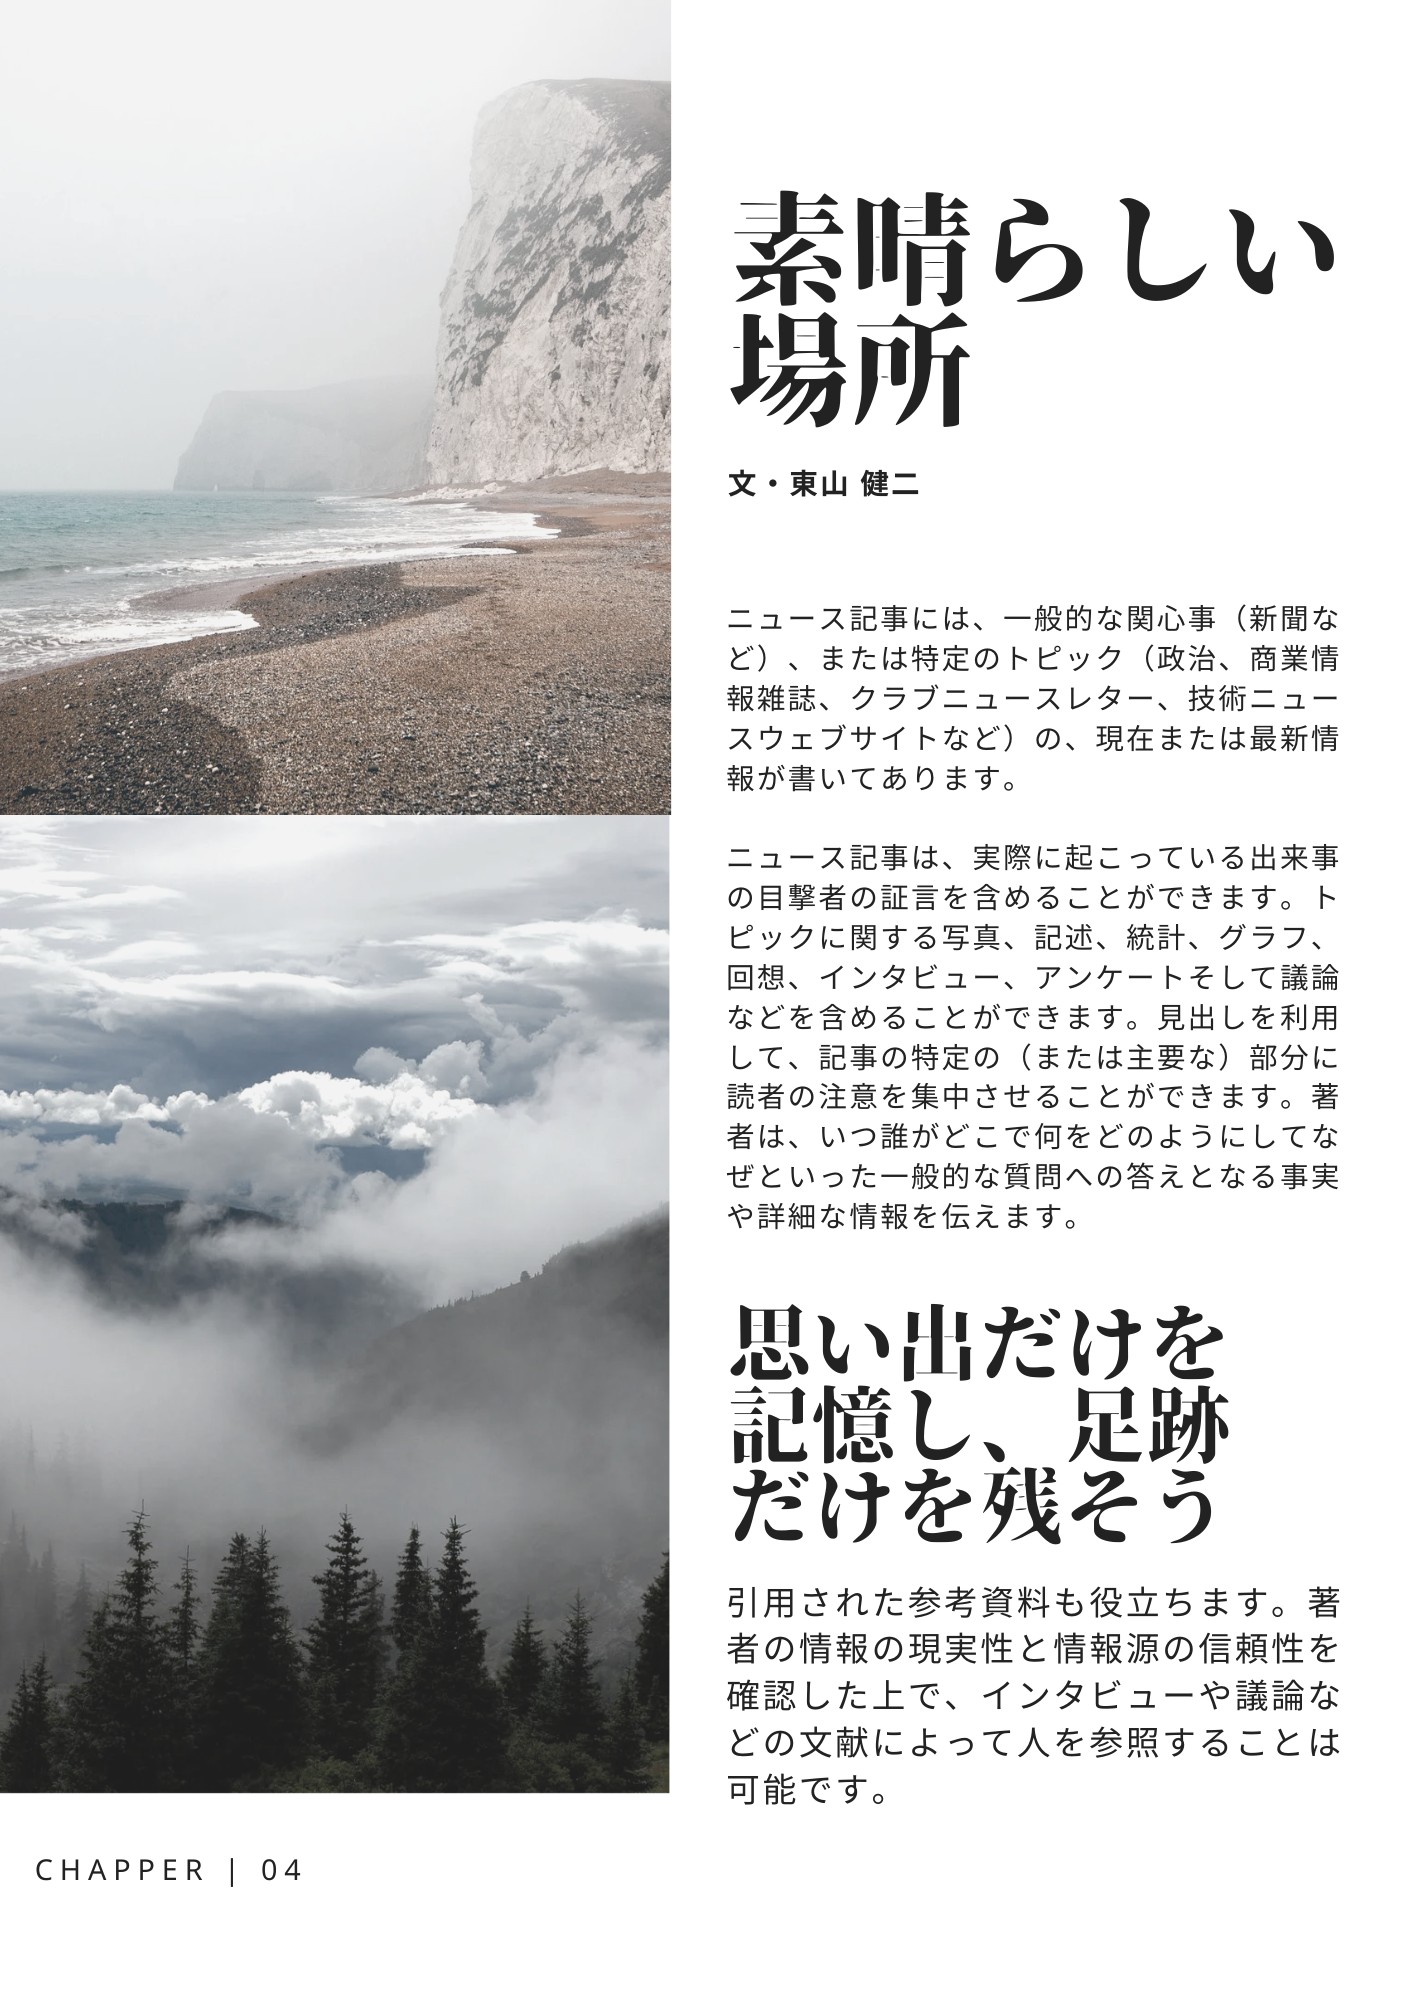 素晴らしい
場所
文・東山 健二
ニュース記事には、一般的な関心事（新聞な
ど）、または特定のトピック（政治、商業情
報雑誌、クラブニュースレター、技術ニュー
スウェブサイトなど）の、現在または最新情
報が書いてあります。
ニュース記事は、実際に起こっている出来事
の目撃者の証言を含めることができます。ト
ピックに関する写真、記述、統計、グラフ、
回想、インタビュー、アンケートそして議論
などを含めることができます。見出しを利用
して、記事の特定の（または主要な）部分に
読者の注意を集中させることができます。著
者は、いつ誰がどこで何をどのようにしてな
ぜといった一般的な質問への答えとなる事実
や詳細な情報を伝えます。
思い出だけを
記憶し、足跡
だけを残そう
引用された参考資料も役立ちます。著
者の情報の現実性と情報源の信頼性を
確認した上で、インタビューや議論な
どの文献によって人を参照することは
可能です。
CHAPPER | 04